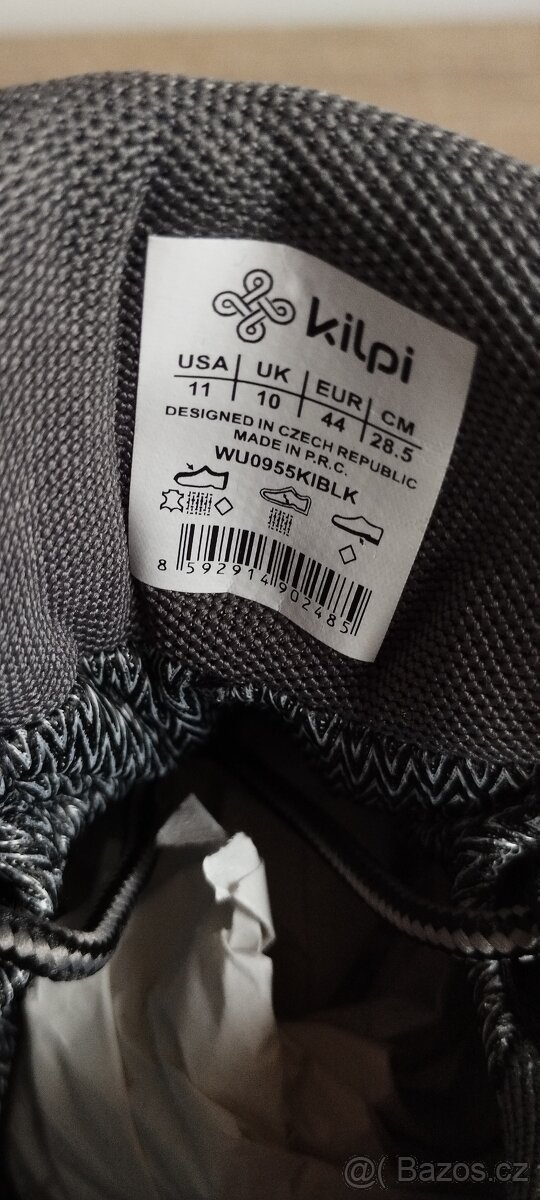 kilpi
USA | UK | EUR | CM
11 | 10 | 44 | 28.5
DESIGNED IN CZECH REPUBLIC
MADE IN P.R.C.
WU0955KIBLK
8 592914 902485
@( Bazos.cz